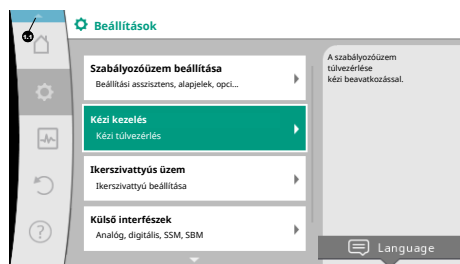 1.1
Beállítások
Szabályozóüzem beállítása
Beállítási asszisztens, alapjelek, opci...
Kézi kezelés
Kézi túlvezérlés
Ikerszivattyús üzem
Ikerszivattyú beállítása
Külső interfészek
Analóg, digitális, SSM, SBM
A szabályozóüzem
túlvezérlése
kézi beavatkozással.
?
Language